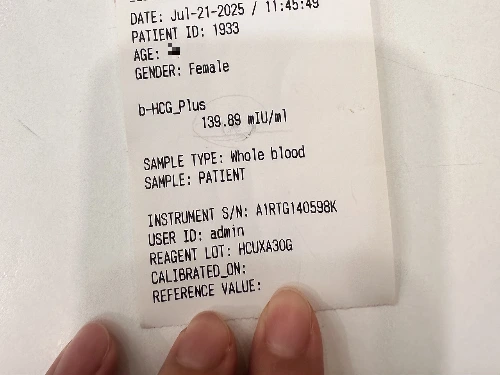 DATE: Jul-21-2025 / 11:45:49
PATIENT ID: 1933
AGE:
GENDER: Female
b-HCG_Plus
139.89 mIU/ml
SAMPLE TYPE: Whole blood
SAMPLE: PATIENT
INSTRUMENT S/N: A1RTG140598K
USER ID: admin
REAGENT LOT: HCUXA30G
CALIBRATED_ON:
REFERENCE VALUE: